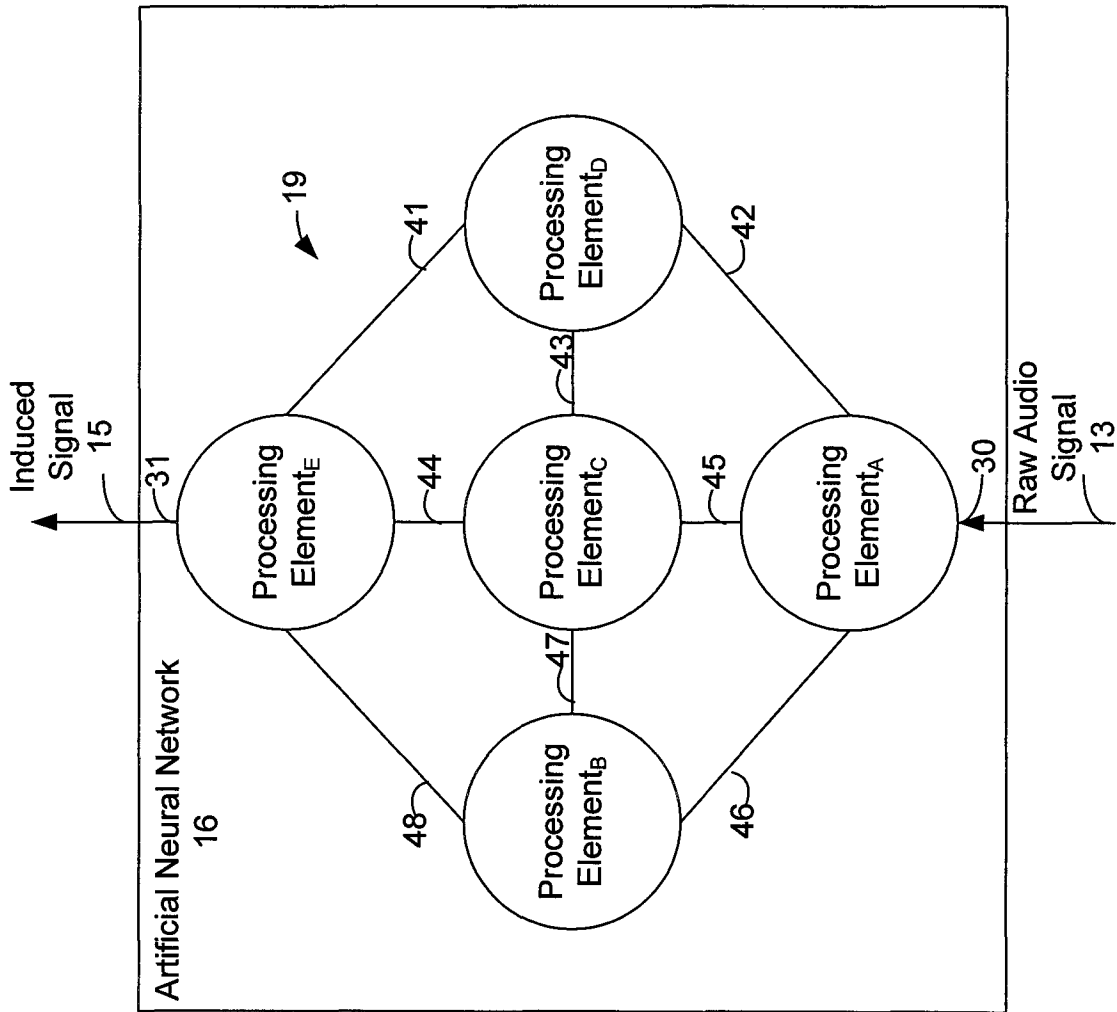 Induced
Signal
15
31
Artificial Neural Network
16
19
Processing
Element_E
41
48
44
Processing
Element_B
47
Processing
Element_C
43
Processing
Element_D
46
45
42
Processing
Element_A
30
Raw Audio
Signal
13